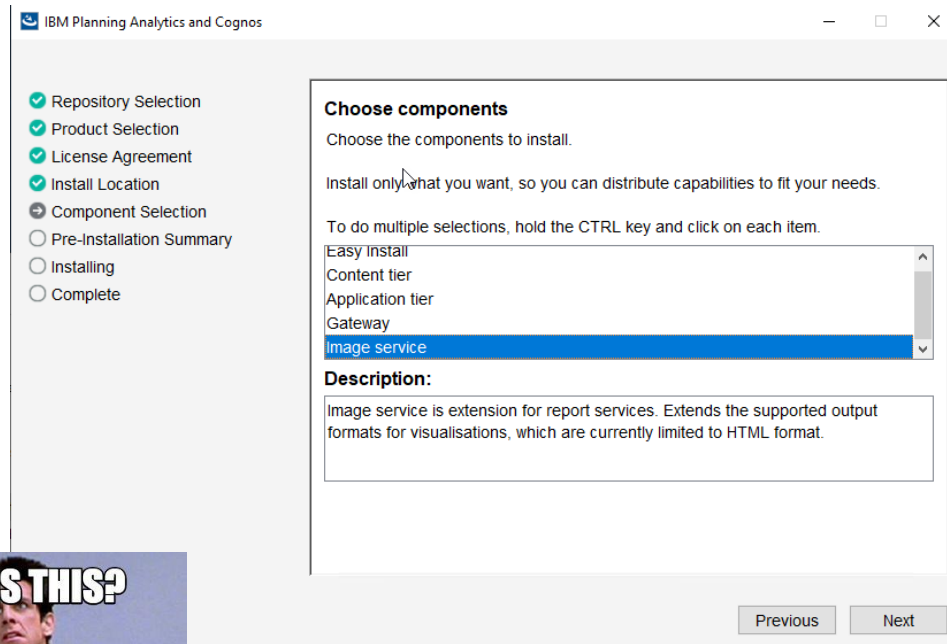 IBM Planning Analytics and Cognos
Repository Selection
Product Selection
License Agreement
Install Location
Component Selection
Pre-Installation Summary
Installing
Complete
Choose components
Choose the components to install.
Install only what you want, so you can distribute capabilities to fit your needs.
To do multiple selections, hold the CTRL key and click on each item.
Easy Install
Content tier
Application tier
Gateway
Image service
Description:
Image service is extension for report services. Extends the supported output
formats for visualisations, which are currently limited to HTML format.
S THIS?
Previous
Next